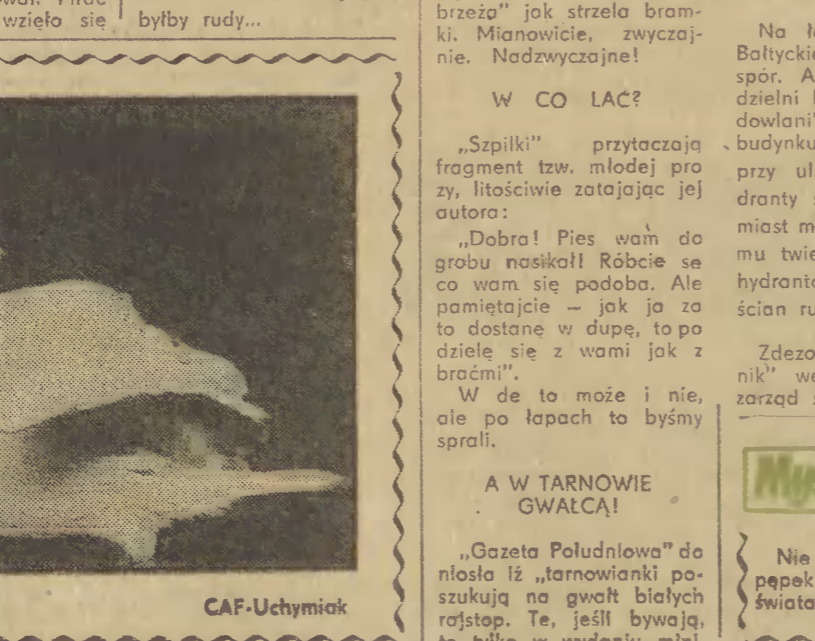 wzięło się
byłby rudy...
CAF-Uchymiak
brzeża" jak strzela bram-
ki. Mianowicie, zwyczaj-
nie. Nadzwyczajne!
W CO LAĆ?
„Szpilki" przytaczają
fragment tzw. młodej pro
zy, litościwie zatajając jej
autora:
„Dobra! Pies wam do
grobu nasikał! Róbcie se
co wam się podoba. Ale
pamiętajcie — jak ja za
to dostanę w dupę, to po
dzielę się z wami jak z
braćmi".
W de to może i nie,
ale po łapach to byśmy
sprali.
A W TARNOWIE
GWAŁCĄ!
„Gazeta Południowa" do
niosła iż „tarnowianki po-
szukują na gwałt białych
rajstop. Te, jeśli bywają,
to tylko w wydaniu mini
Na
Bałtyckie
spór. A
dzielni
dowlani"
budynku
przy ul
dranty
miast m
mu twie
hydranto
ścian ru
Zdezo
nik" we
zarząd
Nie
pępek
świata